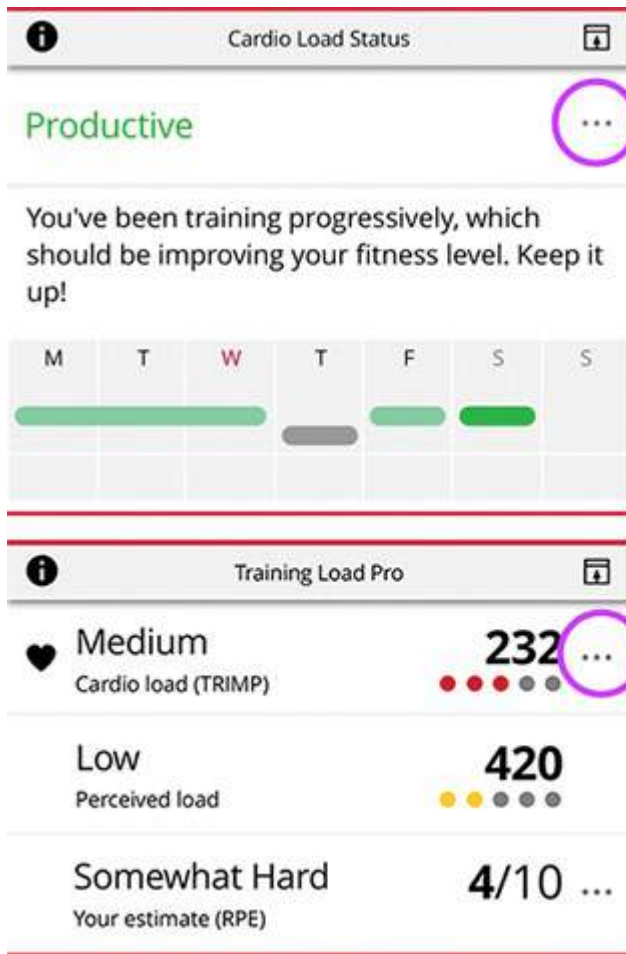 Cardio Load Status
Productive
...
You've been training progressively, which
should be improving your fitness level. Keep it
up!
M T W T F S S
Training Load Pro
Medium 232 ...
Cardio load (TRIMP)
Low 420
Perceived load
Somewhat Hard 4/10 ...
Your estimate (RPE)